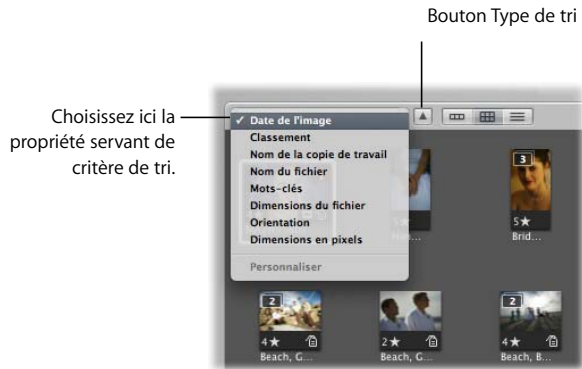 Bouton Type de tri
Choisissez ici la
propriété servant de
critère de tri.
✓ Date de l'image
Classement
Nom de la copie de travail
Nom du fichier
Mots-clés
Dimensions du fichier
Orientation
Dimensions en pixels
Personnaliser
3
5★
Brid...
2
4★
Beach, G...
2★
Beach, G...
2
4★
Beach, B...